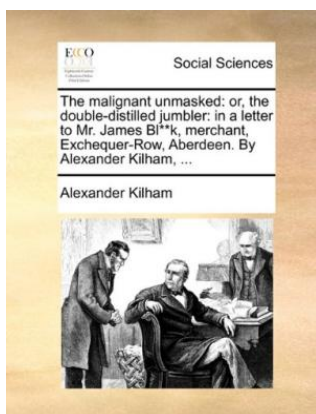 ECCO
Social Sciences
The malignant unmasked: or, the
double-distilled jumbler: in a letter
to Mr. James Bl**k, merchant,
Exchequer-Row, Aberdeen. By
Alexander Kilham, ...
Alexander Kilham